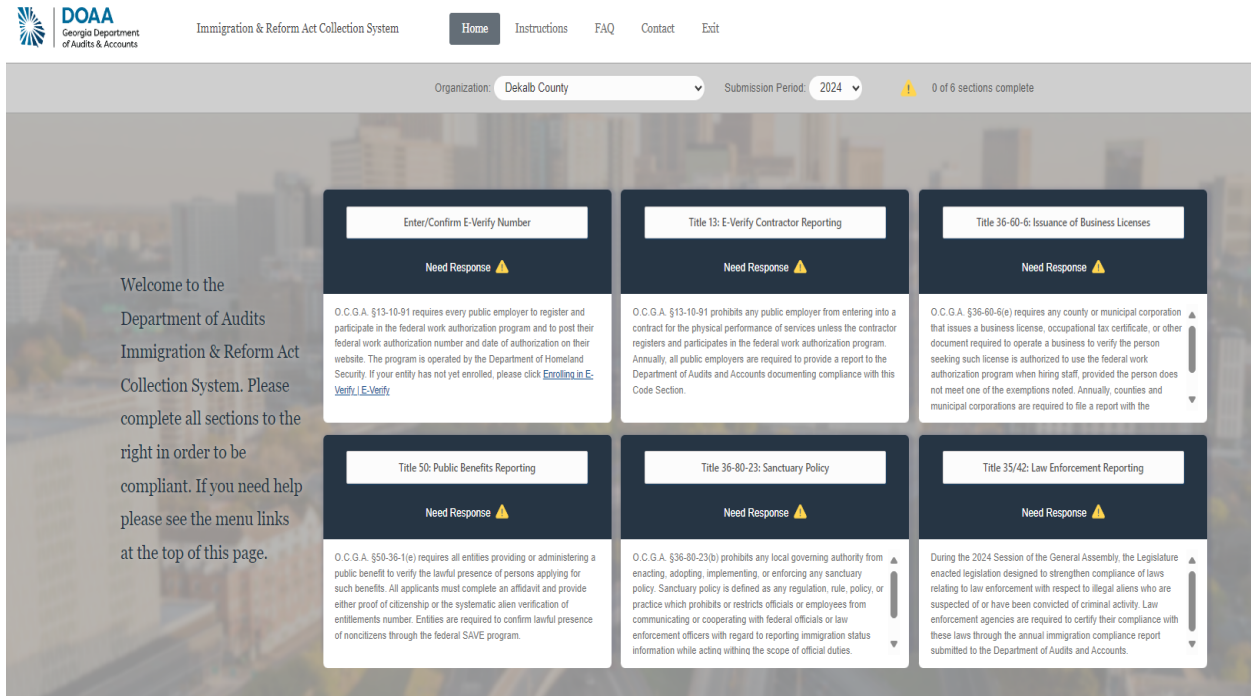 DOAA
Georgia Department
of Audits & Accounts
Immigration & Reform Act Collection System
Home
Instructions
FAQ
Contact
Exit
Organization: Dekalb County
Submission Period: 2024
0 of 6 sections complete
Welcome to the
Department of Audits
Immigration & Reform Act
Collection System. Please
complete all sections to the
right in order to be
compliant. If you need help
please see the menu links
at the top of this page.
Enter/Confirm E-Verify Number
Need Response
O.C.G.A. §13-10-91 requires every public employer to register and
participate in the federal work authorization program and to post their
federal work authorization number and date of authorization on their
website. The program is operated by the Department of Homeland
Security. If your entity has not yet enrolled, please click Enrolling in E-
Verify | E-Verify
Title 13: E-Verify Contractor Reporting
Need Response
O.C.G.A. §13-10-91 prohibits any public employer from entering into a
contract for the physical performance of services unless the contractor
registers and participates in the federal work authorization program.
Annually, all public employers are required to provide a report to the
Department of Audits and Accounts documenting compliance with this
Code Section.
Title 36-60-6: Issuance of Business Licenses
Need Response
O.C.G.A. §36-60-6(e) requires any county or municipal corporation
that issues a business license, occupational tax certificate, or other
document required to operate a business to verify the person
seeking such license is authorized to use the federal work
authorization program when hiring staff, provided the person does
not meet one of the exemptions noted. Annually, counties and
municipal corporations are required to file a report with the
Title 50: Public Benefits Reporting
Need Response
O.C.G.A. §50-36-1(e) requires all entities providing or administering a
public benefit to verify the lawful presence of persons applying for
such benefits. All applicants must complete an affidavit and provide
either proof of citizenship or the systematic alien verification of
entitlements number. Entities are required to confirm lawful presence
of noncitizens through the federal SAVE program.
Title 36-80-23: Sanctuary Policy
Need Response
O.C.G.A. §36-80-23(b) prohibits any local governing authority from
enacting, adopting, implementing, or enforcing any sanctuary
policy. Sanctuary policy is defined as any regulation, rule, policy, or
practice which prohibits or restricts officials or employees from
communicating or cooperating with federal officials or law
enforcement officers with regard to reporting immigration status
information while acting withing the scope of official duties.
Title 35/42: Law Enforcement Reporting
Need Response
During the 2024 Session of the General Assembly, the Legislature
enacted legislation designed to strengthen compliance of laws
relating to law enforcement with respect to illegal aliens who are
suspected of or have been convicted of criminal activity. Law
enforcement agencies are required to certify their compliance with
these laws through the annual immigration compliance report
submitted to the Department of Audits and Accounts.